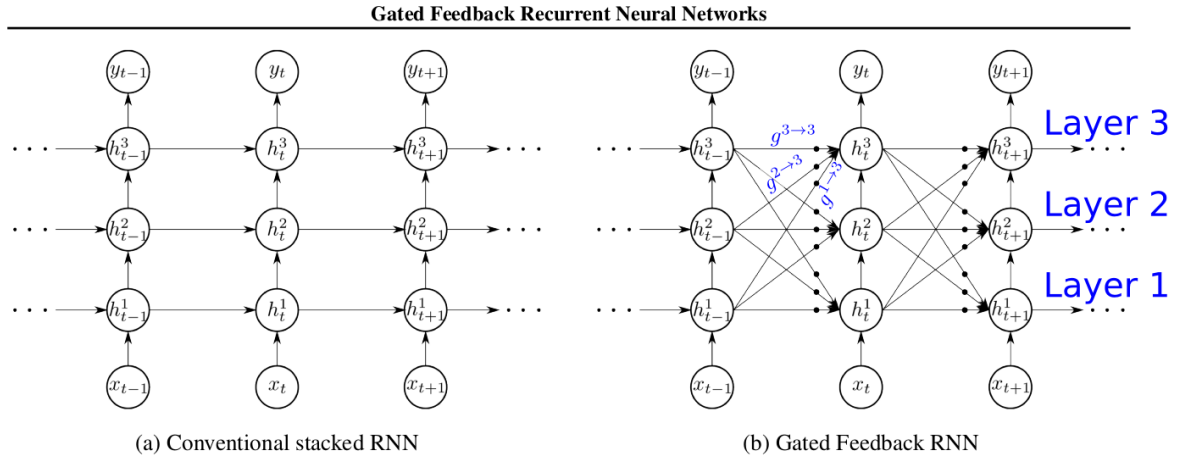 Gated Feedback Recurrent Neural Networks
y_{t−1} y_t y_{t+1} y_{t−1} y_t y_{t+1}
Layer 3
g^{3→3}
· · · h^3_{t−1} h^3_t h^3_{t+1} · · · · · · h^3_{t−1} h^3_t h^3_{t+1} · · ·
g^{2→3} g^{1→3}
Layer 2
· · · h^2_{t−1} h^2_t h^2_{t+1} · · · · · · h^2_{t−1} h^2_t h^2_{t+1} · · ·
Layer 1
· · · h^1_{t−1} h^1_t h^1_{t+1} · · · · · · h^1_{t−1} h^1_t h^1_{t+1} · · ·
x_{t−1} x_t x_{t+1} x_{t−1} x_t x_{t+1}
(a) Conventional stacked RNN
(b) Gated Feedback RNN